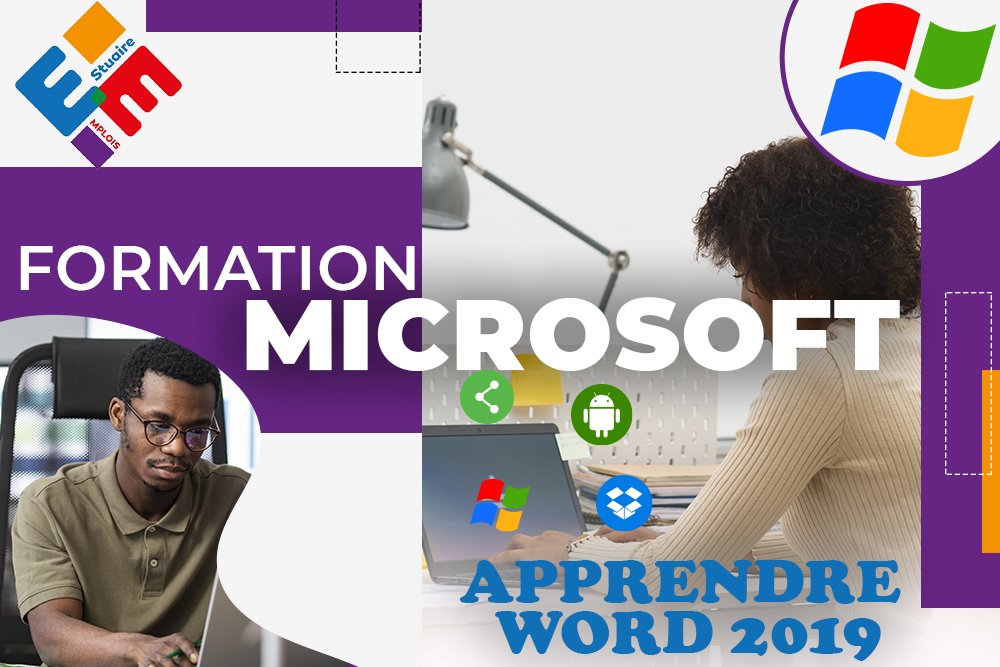 Stuaire
MPLOIS
FORMATION
MICROSOFT
APPRENDRE
WORD 2019